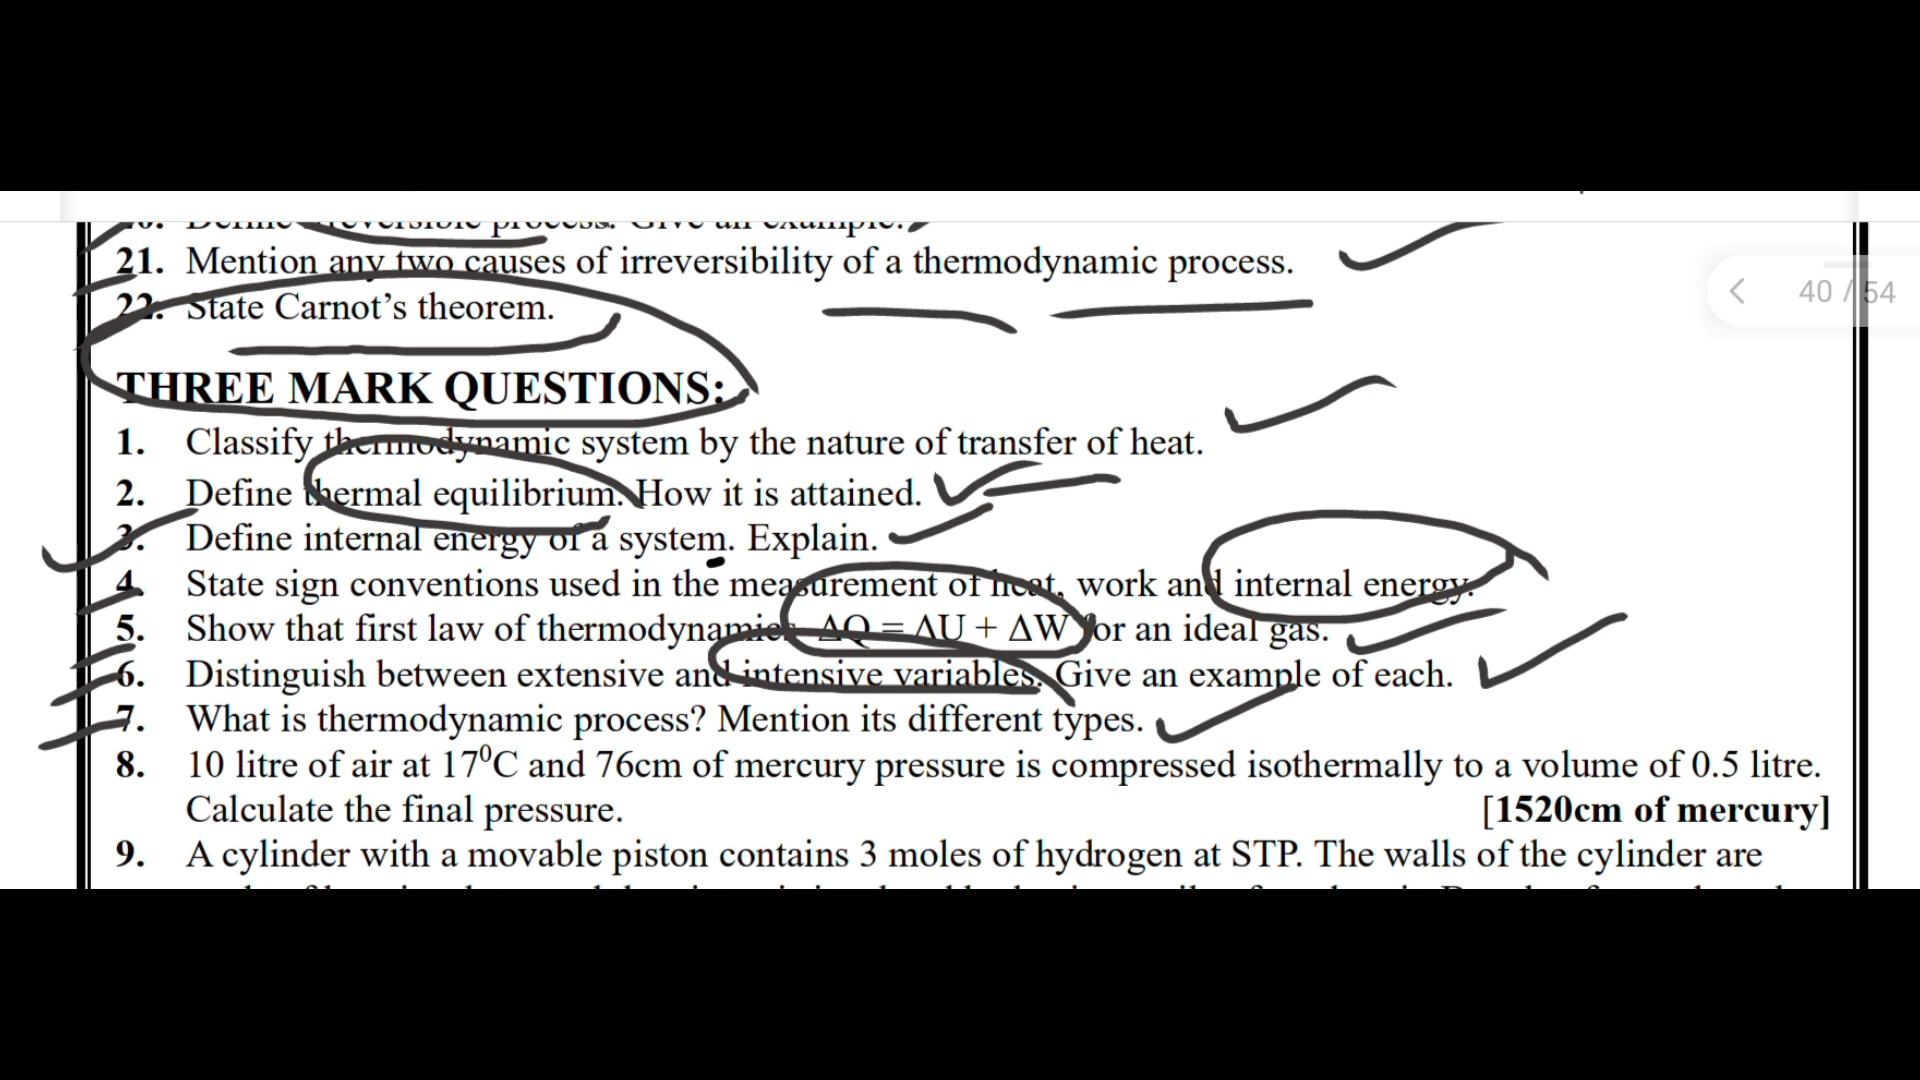 20. Define irreversible process. Give an example.
21. Mention any two causes of irreversibility of a thermodynamic process.
22. State Carnot’s theorem.
40 / 54
THREE MARK QUESTIONS:
1. Classify thermodynamic system by the nature of transfer of heat.
2. Define thermal equilibrium. How it is attained.
3. Define internal energy of a system. Explain.
4. State sign conventions used in the measurement of heat, work and internal energy.
5. Show that first law of thermodynamics ΔQ = ΔU + ΔW for an ideal gas.
6. Distinguish between extensive and intensive variables. Give an example of each.
7. What is thermodynamic process? Mention its different types.
8. 10 litre of air at 17⁰C and 76cm of mercury pressure is compressed isothermally to a volume of 0.5 litre.
Calculate the final pressure. [1520cm of mercury]
9. A cylinder with a movable piston contains 3 moles of hydrogen at STP. The walls of the cylinder are